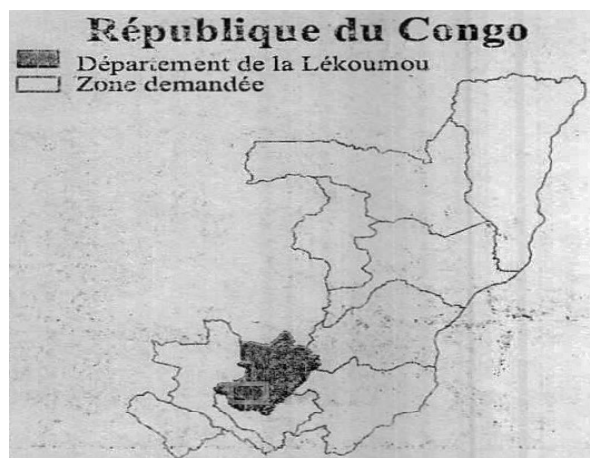 République du Congo
Département de la Lékoumou
Zone demandée